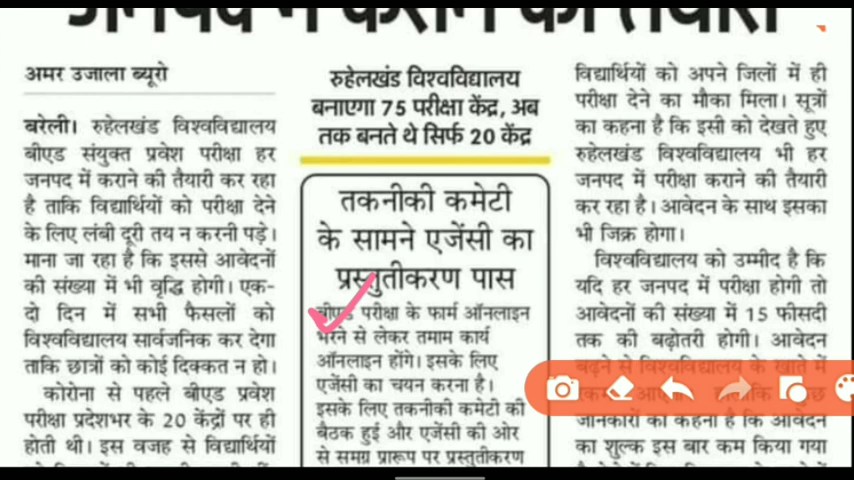 जनपद में कराने की तैयारी
अमर उजाला ब्यूरो
बरेली। रुहेलखंड विश्वविद्यालय
बीएड संयुक्त प्रवेश परीक्षा हर
जनपद में कराने की तैयारी कर रहा
है ताकि विद्यार्थियों को परीक्षा देने
के लिए लंबी दूरी तय न करनी पड़े।
माना जा रहा है कि इससे आवेदनों
की संख्या में भी वृद्धि होगी। एक-
दो दिन में सभी फैसलों को
विश्वविद्यालय सार्वजनिक कर देगा
ताकि छात्रों को कोई दिक्कत न हो।
कोरोना से पहले बीएड प्रवेश
परीक्षा प्रदेशभर के 20 केंद्रों पर ही
होती थी। इस वजह से विद्यार्थियों
रुहेलखंड विश्वविद्यालय
बनाएगा 75 परीक्षा केंद्र, अब
तक बनते थे सिर्फ 20 केंद्र
तकनीकी कमेटी
के सामने एजेंसी का
प्रस्तुतीकरण पास
बीएड परीक्षा के फार्म ऑनलाइन
भरने से लेकर तमाम कार्य
ऑनलाइन होंगे। इसके लिए
एजेंसी का चयन करना है।
इसके लिए तकनीकी कमेटी की
बैठक हुई और एजेंसी की ओर
से समग्र प्रारूप पर प्रस्तुतीकरण
विद्यार्थियों को अपने जिलों में ही
परीक्षा देने का मौका मिला। सूत्रों
का कहना है कि इसी को देखते हुए
रुहेलखंड विश्वविद्यालय भी हर
जनपद में परीक्षा कराने की तैयारी
कर रहा है। आवेदन के साथ इसका
भी जिक्र होगा।
विश्वविद्यालय को उम्मीद है कि
यदि हर जनपद में परीक्षा होगी तो
आवेदनों की संख्या में 15 फीसदी
तक की बढ़ोतरी होगी। आवेदन
बढ़ने से विश्वविद्यालय के खाते में
जानकारों का कहना है कि आवेदन
का शुल्क इस बार कम किया गया